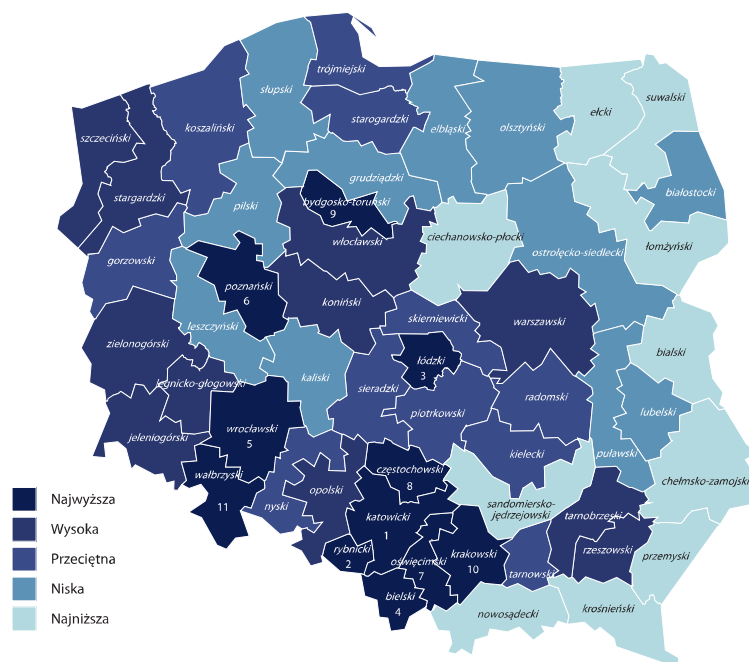 trójmiejski
słupski
suwalski
ełcki
starogardzki
koszaliński
elbląski
olsztyński
szczeciński
grudziądzki
białostocki
stargardzki
bydgosko-toruński
9
pilski
ciechanowsko-płocki
włocławski
łomżyński
ostrołęcko-siedlecki
gorzowski
poznański
6
koniński
skierniewicki
warszawski
leszczyński
zielonogórski
bialski
łódzki
3
kaliski
legnicko-głogowski
sieradzki
radomski
piotrkowski
lubelski
wrocławski
5
jeleniogórski
kielecki
puławski
częstochowski
8
wałbrzyski
11
chełmsko-zamojski
opolski
nyski
sandomiersko-
jędrzejowski
tarnobrzeski
katowicki
1
rybnicki
2
krakowski
10
oświęcimski
7
rzeszowski
przemyski
tarnowski
bielski
4
nowosądecki
krośnieński
Najwyższa
Wysoka
Przeciętna
Niska
Najniższa